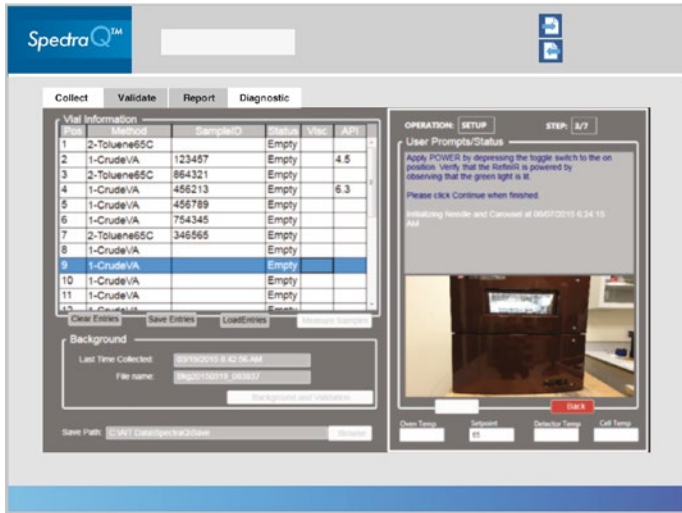 SpectraQ™
Collect Validate Report Diagnostic
Vial Information
Pos Method SampleID Status Visc API
1 2-Toluene65C Empty
2 1-CrudeVA 123457 Empty 4.5
3 2-Toluene65C 864321 Empty
4 1-CrudeVA 456213 Empty 6.3
5 1-CrudeVA 456789 Empty
6 1-CrudeVA 754345 Empty
7 2-Toluene65C 346565 Empty
8 1-CrudeVA Empty
9 1-CrudeVA Empty
10 1-CrudeVA Empty
11 1-CrudeVA Empty
12 1-CrudeVA Empty
Clear Entries Save Entries LoadEntries Measure Samples
Background
Last Time Collected: 03/19/2015 8:42:56 AM
File name: Bkg20150319_083937
Background and Validation
Save Path: Browse
OPERATION: SETUP STEP: 3/7
User Prompts/Status
Apply POWER by depressing the toggle switch to the on
position. Verify that the RefinIR is powered by
observing that the green light is lit.
Please click Continue when finished.
Initializing Needle and Carousel at 06/07/2015 6:24:15
AM
Back
Oven Temp Setpoint Detector Temp Cell Temp
65